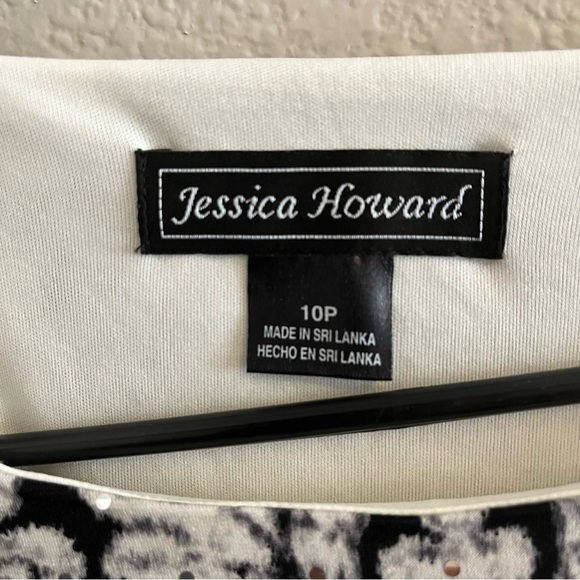 Jessica Howard
10P
MADE IN SRI LANKA
HECHO EN SRI LANKA